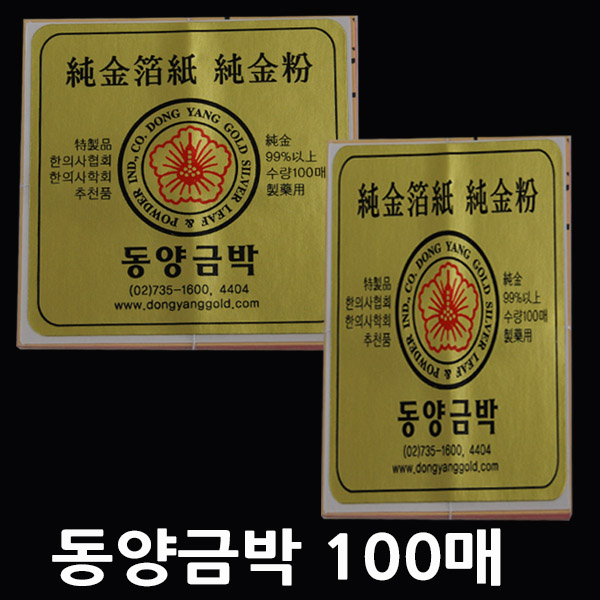 純金箔紙 純金粉
特製品
한의사협회
한의사학회
추천품
IND., CO. DONG YANG GOLD SILVER LEAF & POWDER
純金
99%以上
수량100매
製藥用
동양금박
(02)735-1600, 4404
www.dongyanggold.com
純金箔紙 純金粉
特製品
한의사협회
한의사학회
추천품
IND., CO. DONG YANG GOLD SILVER LEAF & POWDER
純金
99%以上
수량100매
製藥用
동양금박
(02)735-1600, 4404
www.dongyanggold.com
동양금박 100매